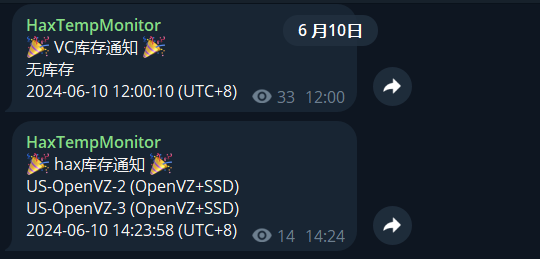 6 月10日
HaxTempMonitor
🎉 VC库存通知 🎉
无库存
2024-06-10 12:00:10 (UTC+8) 33 12:00
HaxTempMonitor
🎉 hax库存通知 🎉
US-OpenVZ-2 (OpenVZ+SSD)
US-OpenVZ-3 (OpenVZ+SSD)
2024-06-10 14:23:58 (UTC+8) 14 14:24